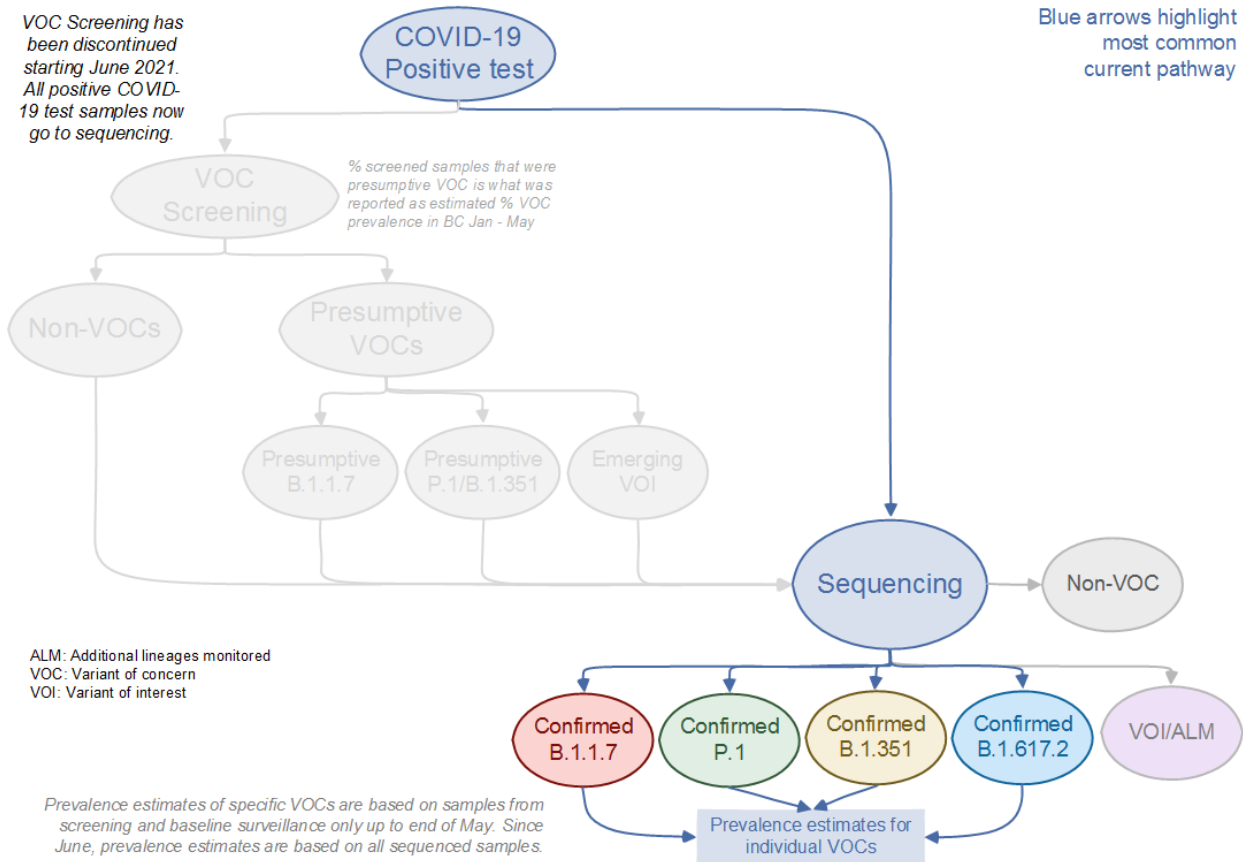 VOC Screening has
been discontinued
starting June 2021.
All positive COVID-
19 test samples now
go to sequencing.
COVID-19
Positive test
Blue arrows highlight
most common
current pathway
VOC
Screening
% screened samples that were
presumptive VOC is what was
reported as estimated % VOC
prevalence in BC Jan - May
Non-VOCs
Presumptive
VOCs
Presumptive
B.1.1.7
Presumptive
P.1/B.1.351
Emerging
VOI
Sequencing
Non-VOC
ALM: Additional lineages monitored
VOC: Variant of concern
VOI: Variant of interest
Confirmed
B.1.1.7
Confirmed
P.1
Confirmed
B.1.351
Confirmed
B.1.617.2
VOI/ALM
Prevalence estimates of specific VOCs are based on samples from
screening and baseline surveillance only up to end of May. Since
June, prevalence estimates are based on all sequenced samples.
Prevalence estimates for
individual VOCs